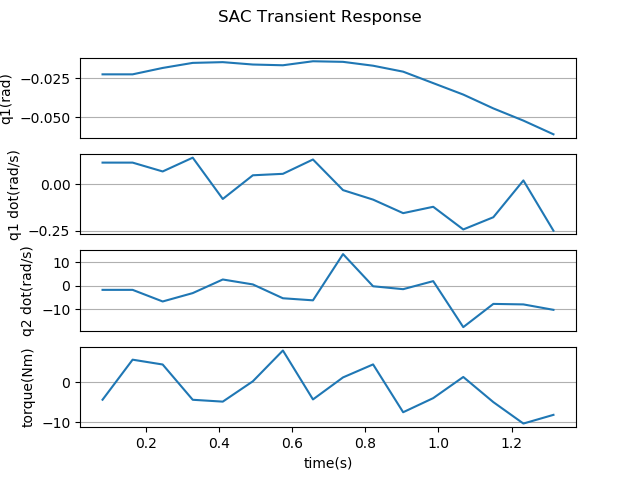 SAC Transient Response
q1(rad)
−0.025
−0.050
q1 dot(rad/s)
0.00
−0.25
q2 dot(rad/s)
10
0
−10
torque(Nm)
0
−10
0.2 0.4 0.6 0.8 1.0 1.2
time(s)